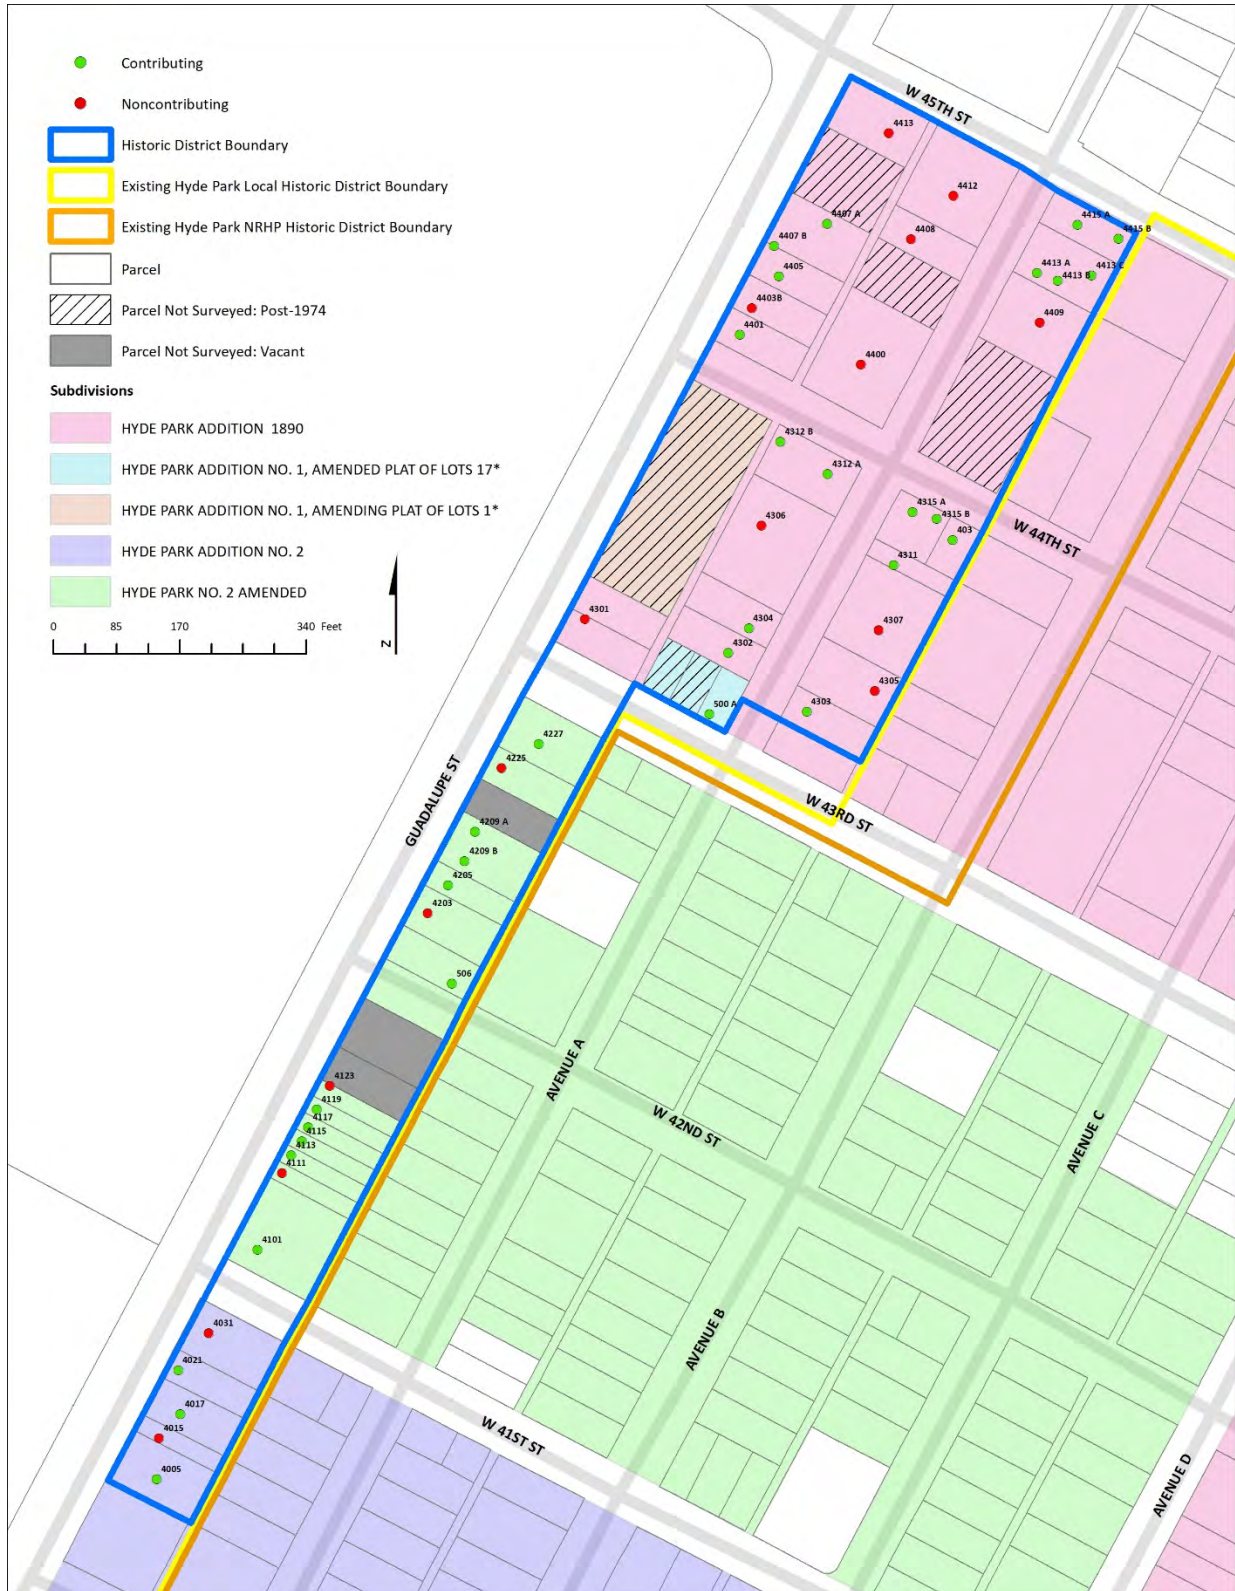 Contributing
Noncontributing
Historic District Boundary
Existing Hyde Park Local Historic District Boundary
Existing Hyde Park NRHP Historic District Boundary
Parcel
Parcel Not Surveyed: Post-1974
Parcel Not Surveyed: Vacant
Subdivisions
HYDE PARK ADDITION 1890
HYDE PARK ADDITION NO. 1, AMENDED PLAT OF LOTS 17*
HYDE PARK ADDITION NO. 1, AMENDING PLAT OF LOTS 1*
HYDE PARK ADDITION NO. 2
HYDE PARK NO. 2 AMENDED
0 85 170 340 Feet
N
W 45TH ST
4413
4412
4407 A
4408
4415 A
4415 B
4407 B
4405
4413 A
4413 B
4413 C
4403B
4409
4401
4400
4312 B
4312 A
4315 A
4315 B
403
W 44TH ST
4306
4311
4301
4304
4307
4302
4305
500 A
4303
W 43RD ST
4227
4225
GUADALUPE ST
4209 A
4209 B
4205
4203
506
AVENUE A
W 42ND ST
AVENUE C
4123
4119
4117
4115
4113
4111
4101
AVENUE B
4031
4021
4017
4015
4005
W 41ST ST
AVENUE D